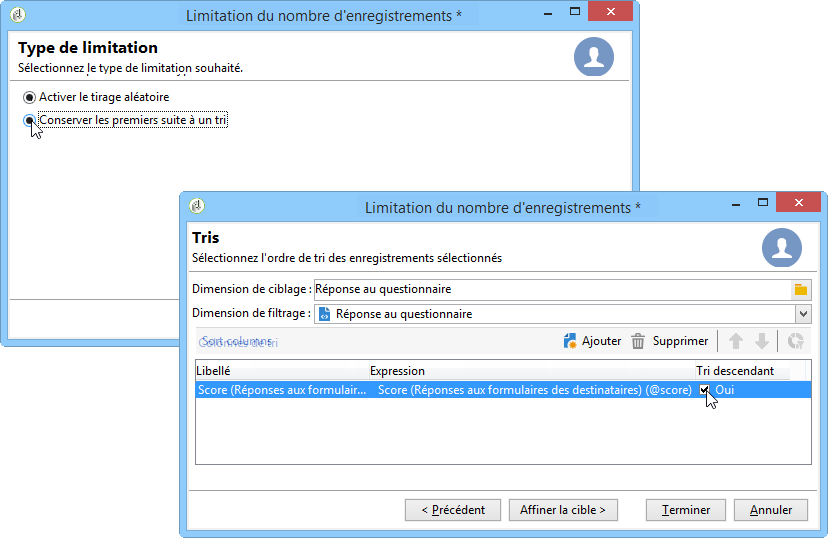 Limitation du nombre d'enregistrements *
Type de limitation
Sélectionnez le type de limitation souhaité.
Activer le tirage aléatoire
Conserver les premiers suite à un tri
Limitation du nombre d'enregistrements *
Tris
Sélectionnez l'ordre de tri des enregistrements sélectionnés
Dimension de ciblage : Réponse au questionnaire
Dimension de filtrage : Réponse au questionnaire
Sort columns Colonnes de tri Ajouter Supprimer
Libellé Expression Tri descendant
Score (Réponses aux formulair... Score (Réponses aux formulaires des destinataires) (@score) Oui
< Précédent Affiner la cible > Terminer Annuler